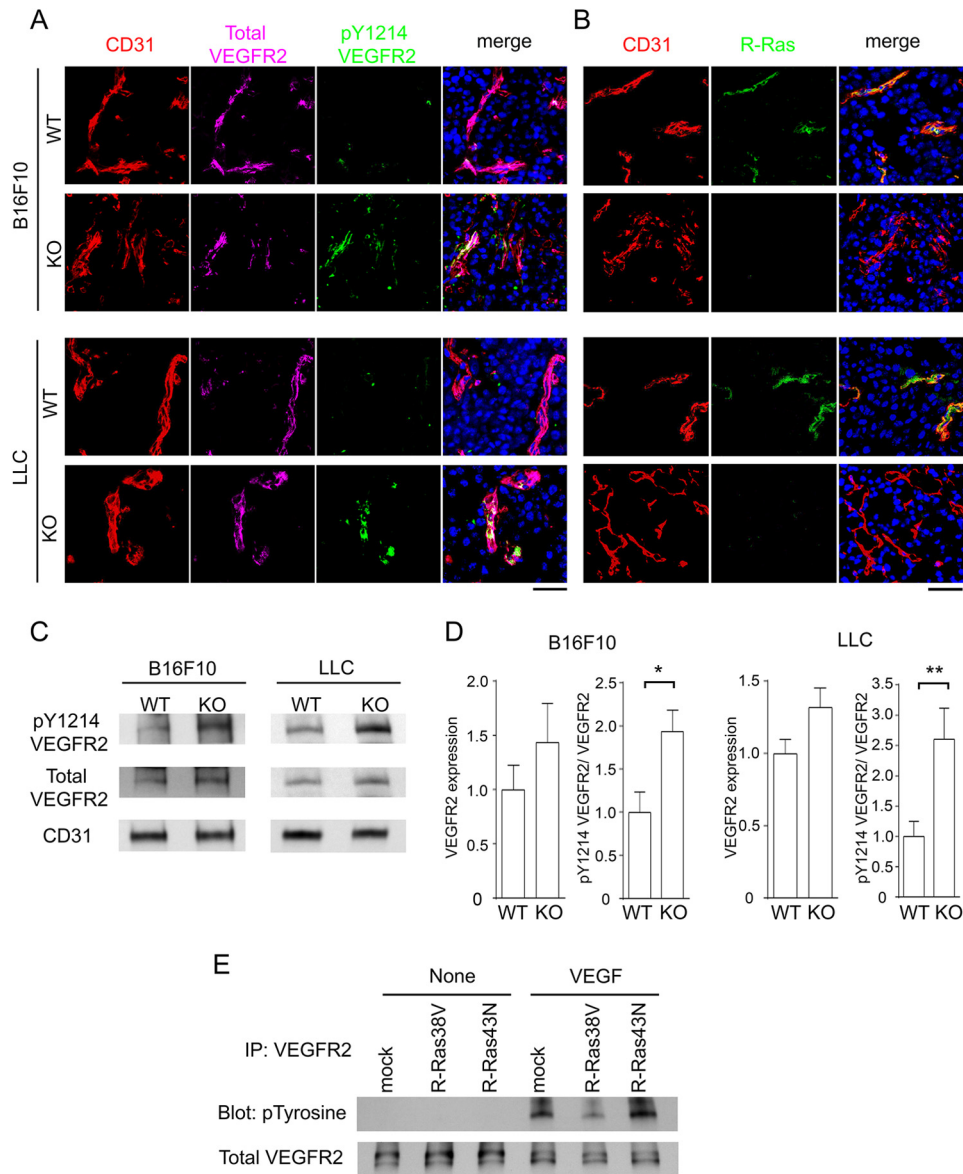 A
B
CD31 Total VEGFR2 pY1214 VEGFR2 merge
CD31 R-Ras merge
B16F10
WT
KO
LLC
WT
KO
C
B16F10 LLC
WT KO WT KO
pY1214 VEGFR2
Total VEGFR2
CD31
D
B16F10
LLC
VEGFR2 expression
2.0
1.5
1.0
0.5
0
WT KO
pY1214 VEGFR2/ VEGFR2
2.5
2.0
1.5
1.0
0.5
0
*
WT KO
VEGFR2 expression
1.5
1.0
0.5
0
WT KO
pY1214 VEGFR2/ VEGFR2
3.5
3.0
2.5
2.0
1.5
1.0
0.5
0
**
WT KO
E
None VEGF
IP: VEGFR2
mock R-Ras38V R-Ras43N mock R-Ras38V R-Ras43N
Blot: pTyrosine
Total VEGFR2